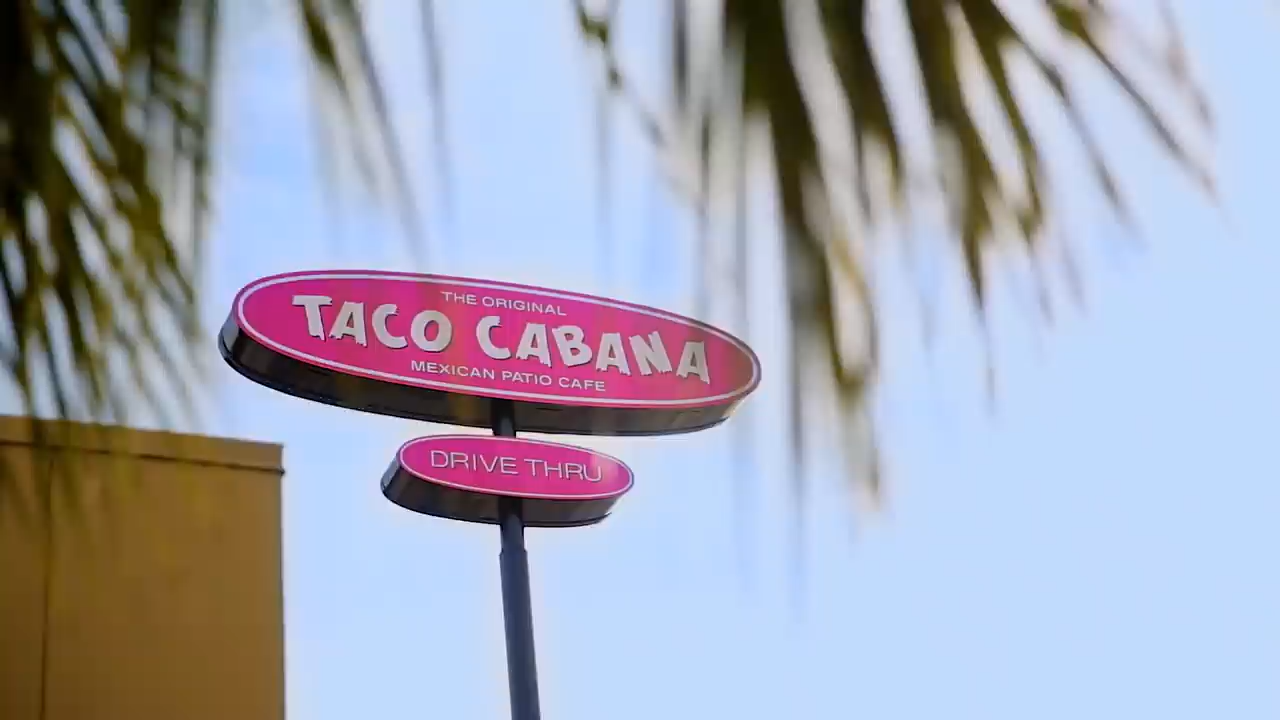 THE ORIGINAL
TACO CABANA
MEXICAN PATIO CAFE
DRIVE THRU